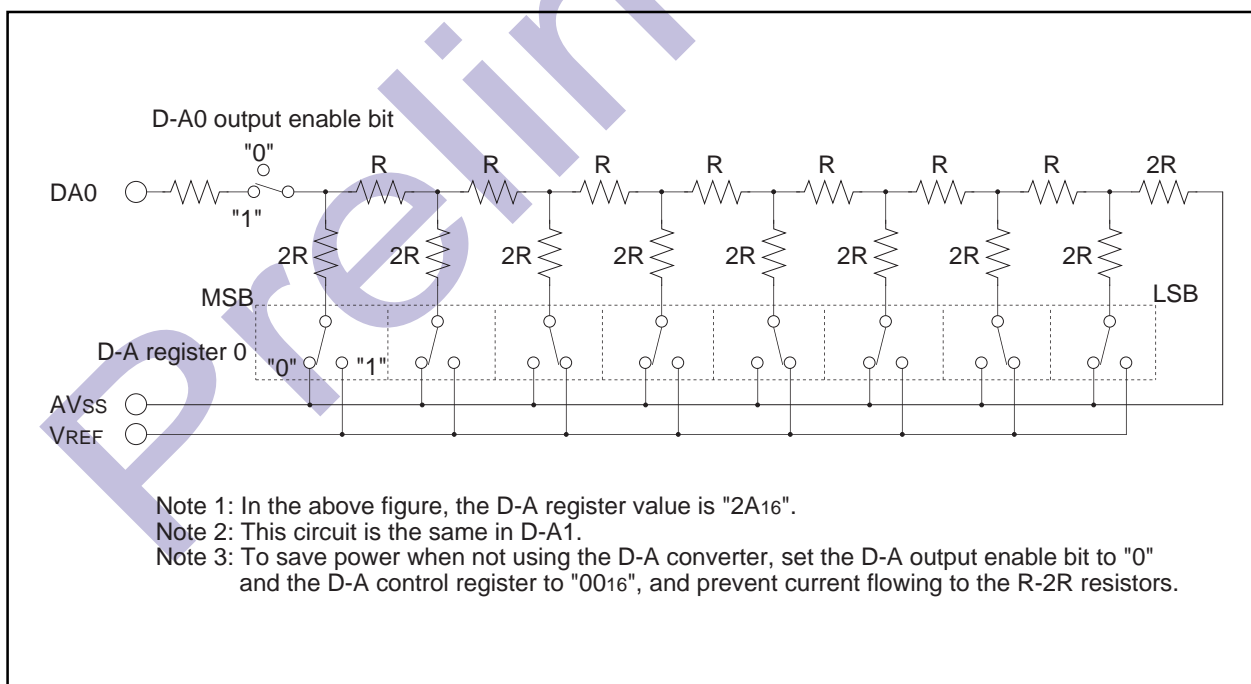 D-A0 output enable bit
"0"
R R R R R R R 2R
DA0
"1"
2R 2R 2R 2R 2R 2R 2R 2R
MSB
LSB
D-A register 0
"0" "1"
AVSS
VREF
Note 1: In the above figure, the D-A register value is "2A16".
Note 2: This circuit is the same in D-A1.
Note 3: To save power when not using the D-A converter, set the D-A output enable bit to "0"
and the D-A control register to "0016", and prevent current flowing to the R-2R resistors.
Prelin